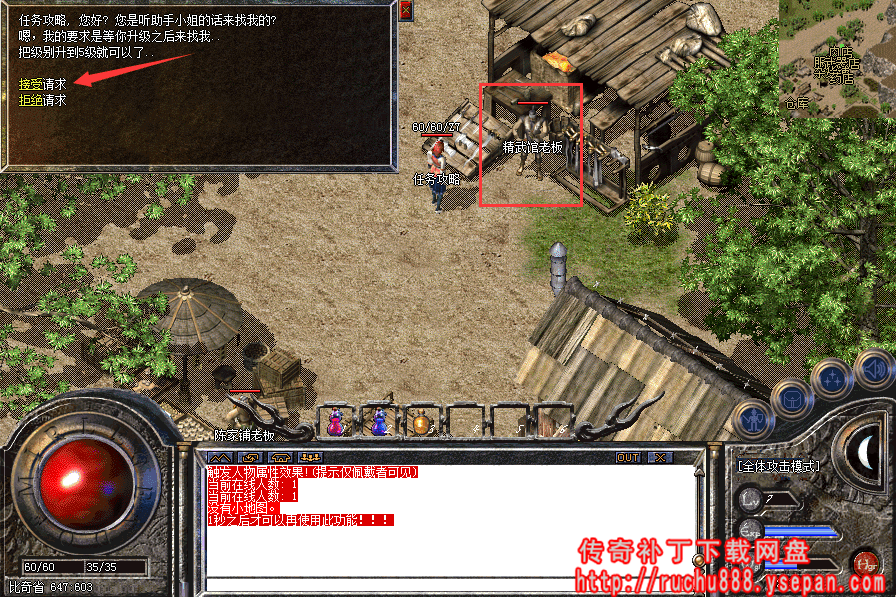 任务攻略, 您好? 您是听助手小姐的话来找我的?
嗯, 我的要求是等你升级之后来找我..
把级别升到5级就可以了..
接受请求
拒绝请求
肉店
药店
仓库
60/60/Z7
精武馆老板
任务攻略
陈家铺老板
OUT
触发人物属性效果!(提示仅佩戴者可见)
当前在线人数: 1
当前在线人数: 1
没有小地图。
1秒之后才可以再使用此功能！！！
[全体攻击模式]
7
60/60
35/35
比奇省 647:603
传奇补丁下载网盘
http://ruchu888.ysepan.com